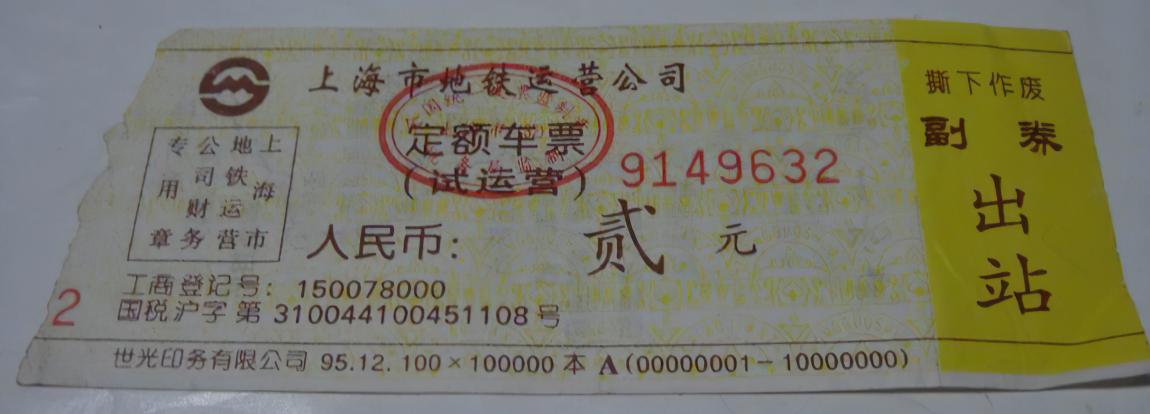 上海市地铁运营公司
定额车票
(试运营)
9149632
上海市
地铁运营
公司财务
专用章
人民币: 贰 元
工商登记号: 150078000
国税沪字第 310044100451108 号
2
世光印务有限公司 95.12. 100×100000 本 A (00000001-10000000)
撕下作废
副券
出站